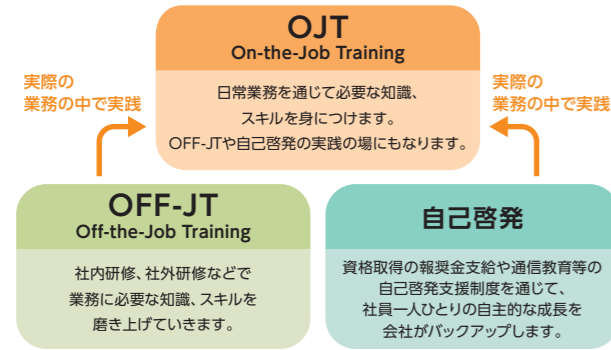 OJT
On-the-Job Training
日常業務を通じて必要な知識、
スキルを身につけます。
OFF-JTや自己啓発の実践の場にもなります。
実際の
業務の中で実践
実際の
業務の中で実践
OFF-JT
Off-the-Job Training
社内研修、社外研修などで
業務に必要な知識、スキルを
磨き上げていきます。
自己啓発
資格取得の報奨金支給や通信教育等の
自己啓発支援制度を通じて、
社員一人ひとりの自主的な成長を
会社がバックアップします。